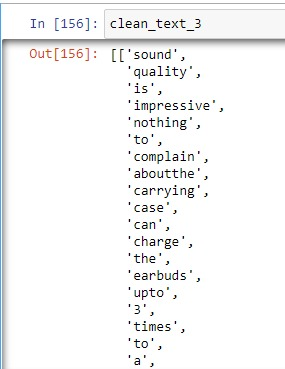 In [156]: clean_text_3
Out[156]: [['sound',
'quality',
'is',
'impressive',
'nothing',
'to',
'complain',
'aboutthe',
'carrying',
'case',
'can',
'charge',
'the',
'earbuds',
'upto',
'3',
'times',
'to',
'a',